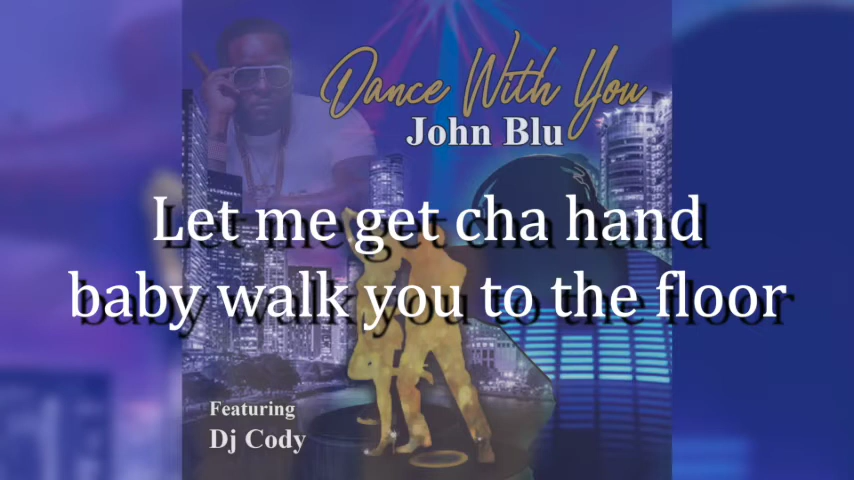 Dance With You
John Blu
Let me get cha hand
baby walk you to the floor
Featuring
Dj Cody